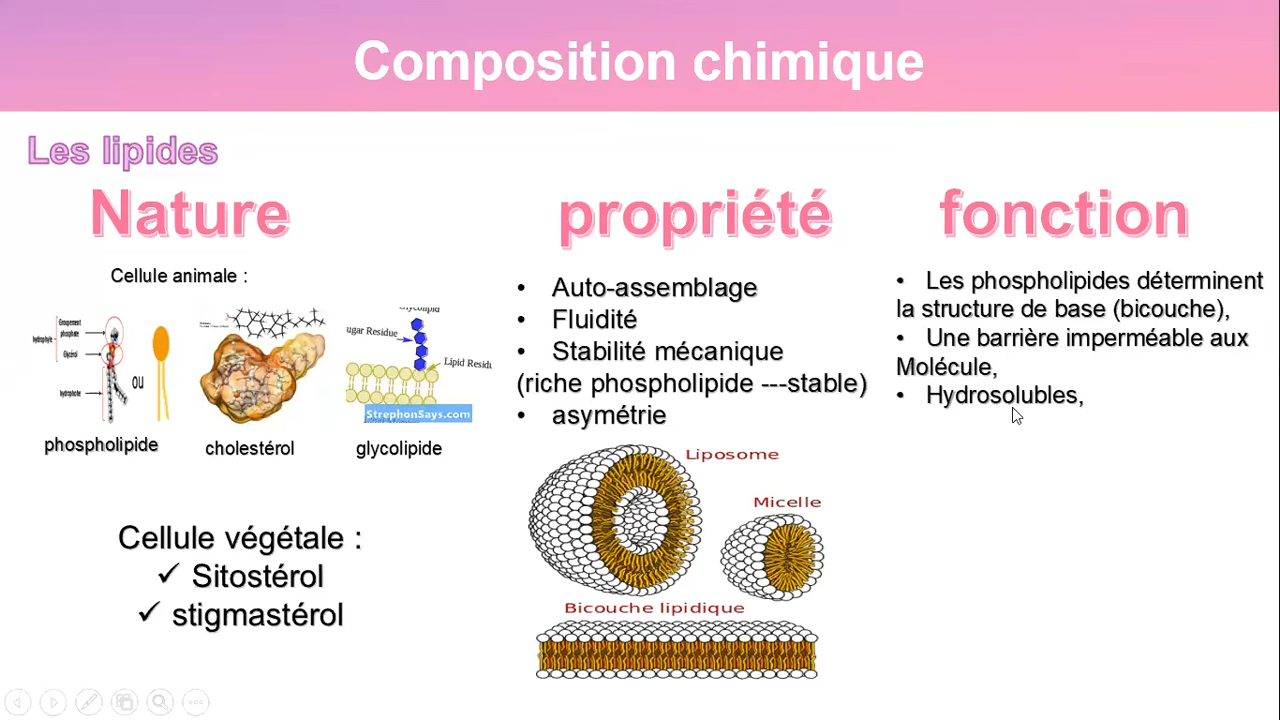 Composition chimique
Les lipides
Nature
Cellule animale :
Groupement
phosphate
hydrophyle
Glycérol
hydrophobe
ou
ugar Residue
Lipid Residu
StrephonSays.com
phospholipide
cholestérol
glycolipide
Cellule végétale :
✓ Sitostérol
✓ stigmastérol
propriété
• Auto-assemblage
• Fluidité
• Stabilité mécanique
(riche phospholipide ---stable)
• asymétrie
Liposome
Micelle
Bicouche lipidique
fonction
• Les phospholipides déterminent
la structure de base (bicouche),
• Une barrière imperméable aux
Molécule,
• Hydrosolubles,